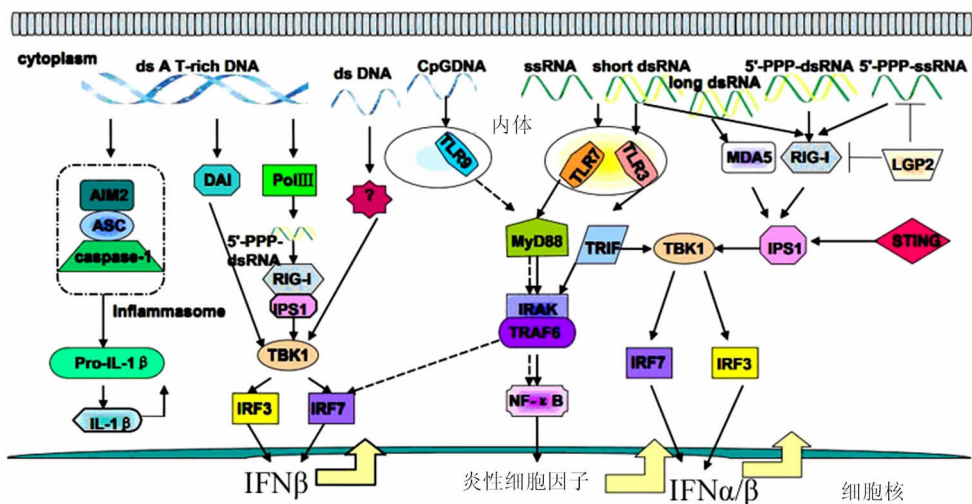 cytoplasm
ds A T-rich DNA
ds DNA
CpGDNA
ssRNA
short dsRNA
long dsRNA
5'-PPP-dsRNA
5'-PPP-ssRNA
内体
TLR9
TLR7
TLR3
MDA5
RIG-I
LGP2
AIM2
ASC
caspase-1
DAI
PolIII
?
5'-PPP-
dsRNA
RIG-I
IPS1
MyD88
TRIF
TBK1
IPS1
STING
Inflammasome
IRAK
TRAF6
Pro-IL-1β
TBK1
IRF7
IRF3
IL-1β
IRF3
IRF7
NF-κB
IFNβ
炎性细胞因子
IFNα/β
细胞核